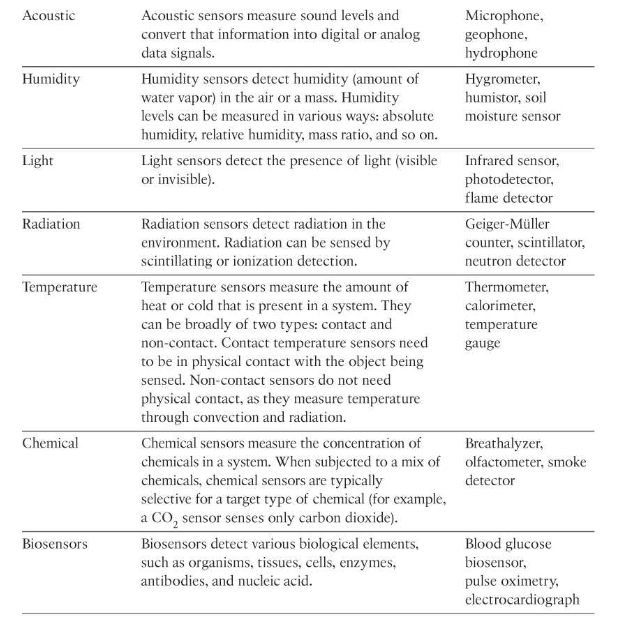 Acoustic
Acoustic sensors measure sound levels and
convert that information into digital or analog
data signals.
Microphone,
geophone,
hydrophone
Humidity
Humidity sensors detect humidity (amount of
water vapor) in the air or a mass. Humidity
levels can be measured in various ways: absolute
humidity, relative humidity, mass ratio, and so on.
Hygrometer,
humistor, soil
moisture sensor
Light
Light sensors detect the presence of light (visible
or invisible).
Infrared sensor,
photodetector,
flame detector
Radiation
Radiation sensors detect radiation in the
environment. Radiation can be sensed by
scintillating or ionization detection.
Geiger-Müller
counter, scintillator,
neutron detector
Temperature
Temperature sensors measure the amount of
heat or cold that is present in a system. They
can be broadly of two types: contact and
non-contact. Contact temperature sensors need
to be in physical contact with the object being
sensed. Non-contact sensors do not need
physical contact, as they measure temperature
through convection and radiation.
Thermometer,
calorimeter,
temperature
gauge
Chemical
Chemical sensors measure the concentration of
chemicals in a system. When subjected to a mix of
chemicals, chemical sensors are typically
selective for a target type of chemical (for example,
a CO₂ sensor senses only carbon dioxide).
Breathalyzer,
olfactometer, smoke
detector
Biosensors
Biosensors detect various biological elements,
such as organisms, tissues, cells, enzymes,
antibodies, and nucleic acid.
Blood glucose
biosensor,
pulse oximetry,
electrocardiograph